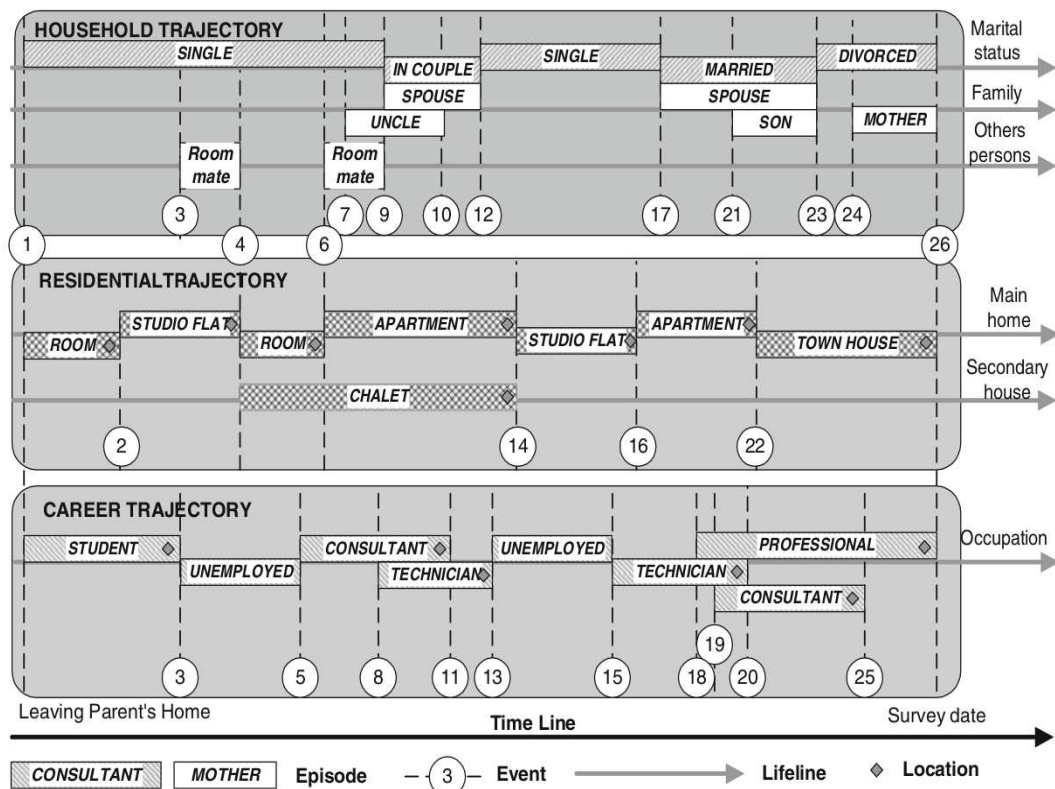 HOUSEHOLD TRAJECTORY
SINGLE
IN COUPLE
SINGLE
MARRIED
DIVORCED
Marital
status
SPOUSE
SPOUSE
Family
UNCLE
SON
MOTHER
Others
persons
Room
mate
Room
mate
3
7
9
10
12
17
21
23
24
1
4
6
26
RESIDENTIALTRAJECTORY
STUDIO FLAT
APARTMENT
APARTMENT
Main
home
ROOM
ROOM
STUDIO FLAT
TOWN HOUSE
CHALET
Secondary
house
2
14
16
22
CAREER TRAJECTORY
STUDENT
CONSULTANT
UNEMPLOYED
PROFESSIONAL
Occupation
UNEMPLOYED
TECHNICIAN
TECHNICIAN
CONSULTANT
19
3
5
8
11
13
15
18
20
25
Leaving Parent's Home
Time Line
Survey date
CONSULTANT
MOTHER
Episode
3
Event
Lifeline
Location